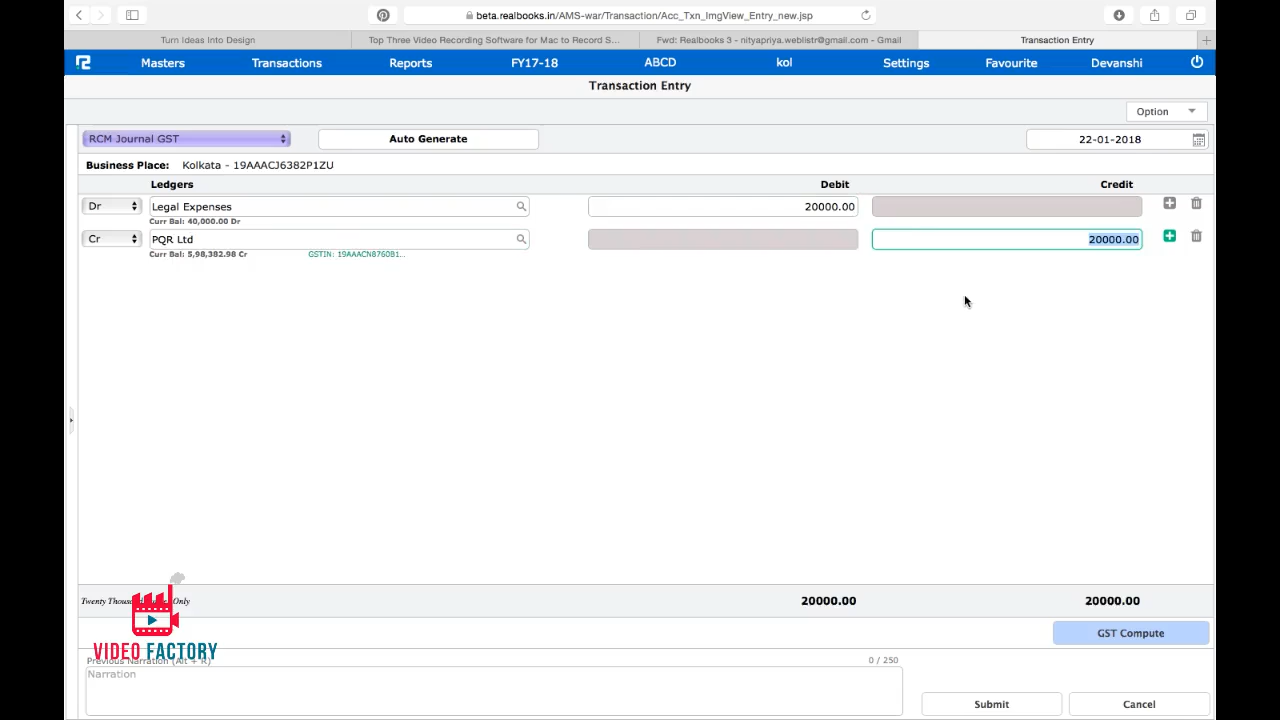 beta.realbooks.in/AMS-war/Transaction/Acc_Txn_ImgView_Entry_new.jsp
Turn Ideas Into Design
Top Three Video Recording Software for Mac to Record S...
Fwd: Realbooks 3 - nityapriya.weblistr@gmail.com - Gmail
Transaction Entry
Masters Transactions Reports FY17-18 ABCD kol Settings Favourite Devanshi
Transaction Entry
Option
RCM Journal GST Auto Generate 22-01-2018
Business Place: Kolkata - 19AAACJ6382P1ZU
Ledgers Debit Credit
Dr Legal Expenses 20000.00
Curr Bal: 40,000.00 Dr
Cr PQR Ltd 20000.00
Curr Bal: 5,98,382.98 Cr GSTIN: 19AAACN8760B1...
Twenty Only 20000.00 20000.00
GST Compute
VIDEO FACTORY
Previous Narration (Alt + R) 0 / 250
Narration
Submit Cancel